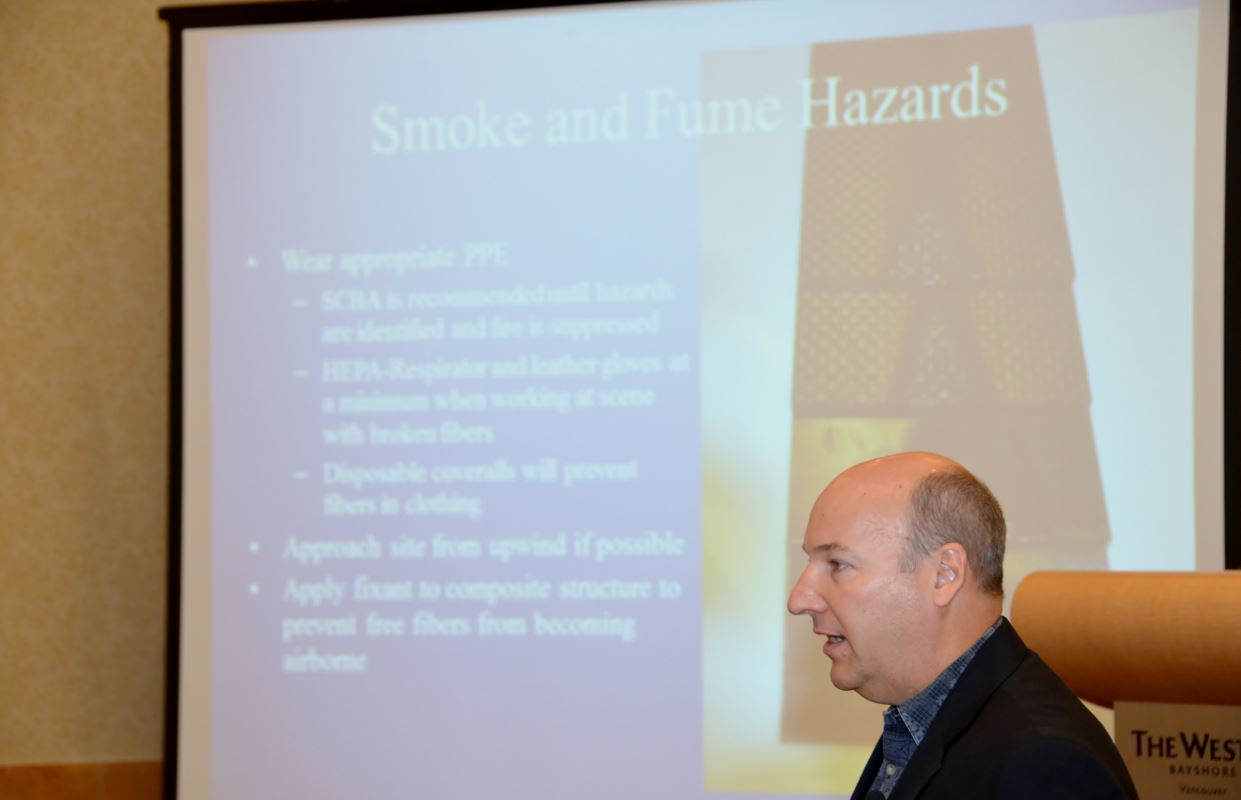 Smoke and Fume Hazards
• Wear appropriate PPE
– SCBA is recommended until hazards
are identified and fire is suppressed
– HEPA-Respirator and leather gloves at
a minimum when working at scene
with broken fibers
– Disposable coveralls will prevent
fibers in clothing
• Approach site from upwind if possible
• Apply fixant to composite structure to
prevent free fibers from becoming
airborne
THE WEST
BAYSHORE
Vancouver